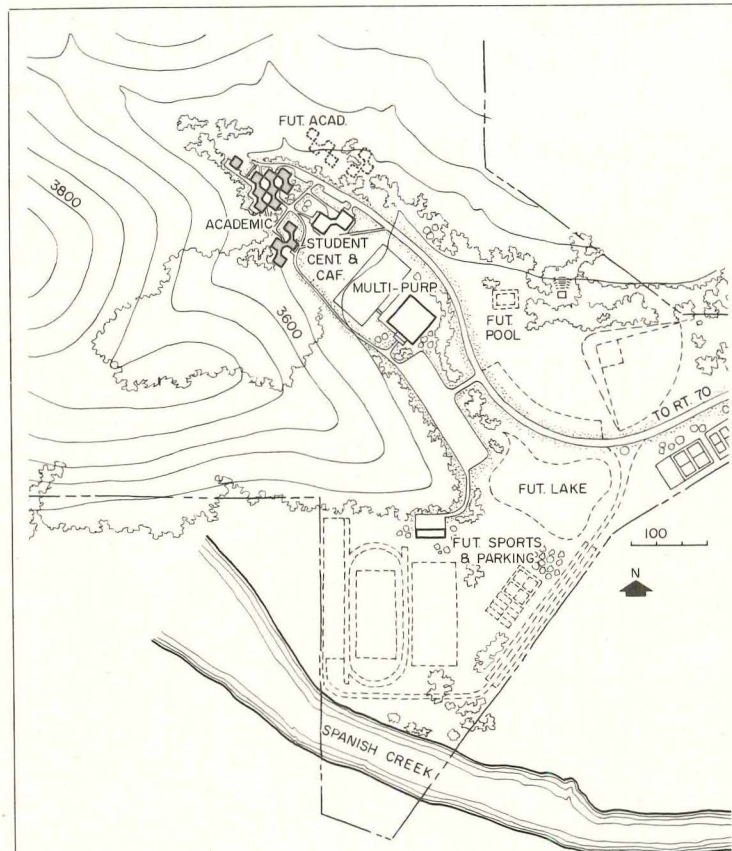 FUT. ACAD.
3800
ACADEMIC
STUDENT
CENT. &
CAF.
MULTI-PURP.
3600
FUT.
POOL
TO RT. 70
FUT. LAKE
100
FUT. SPORTS
& PARKING
N
SPANISH CREEK